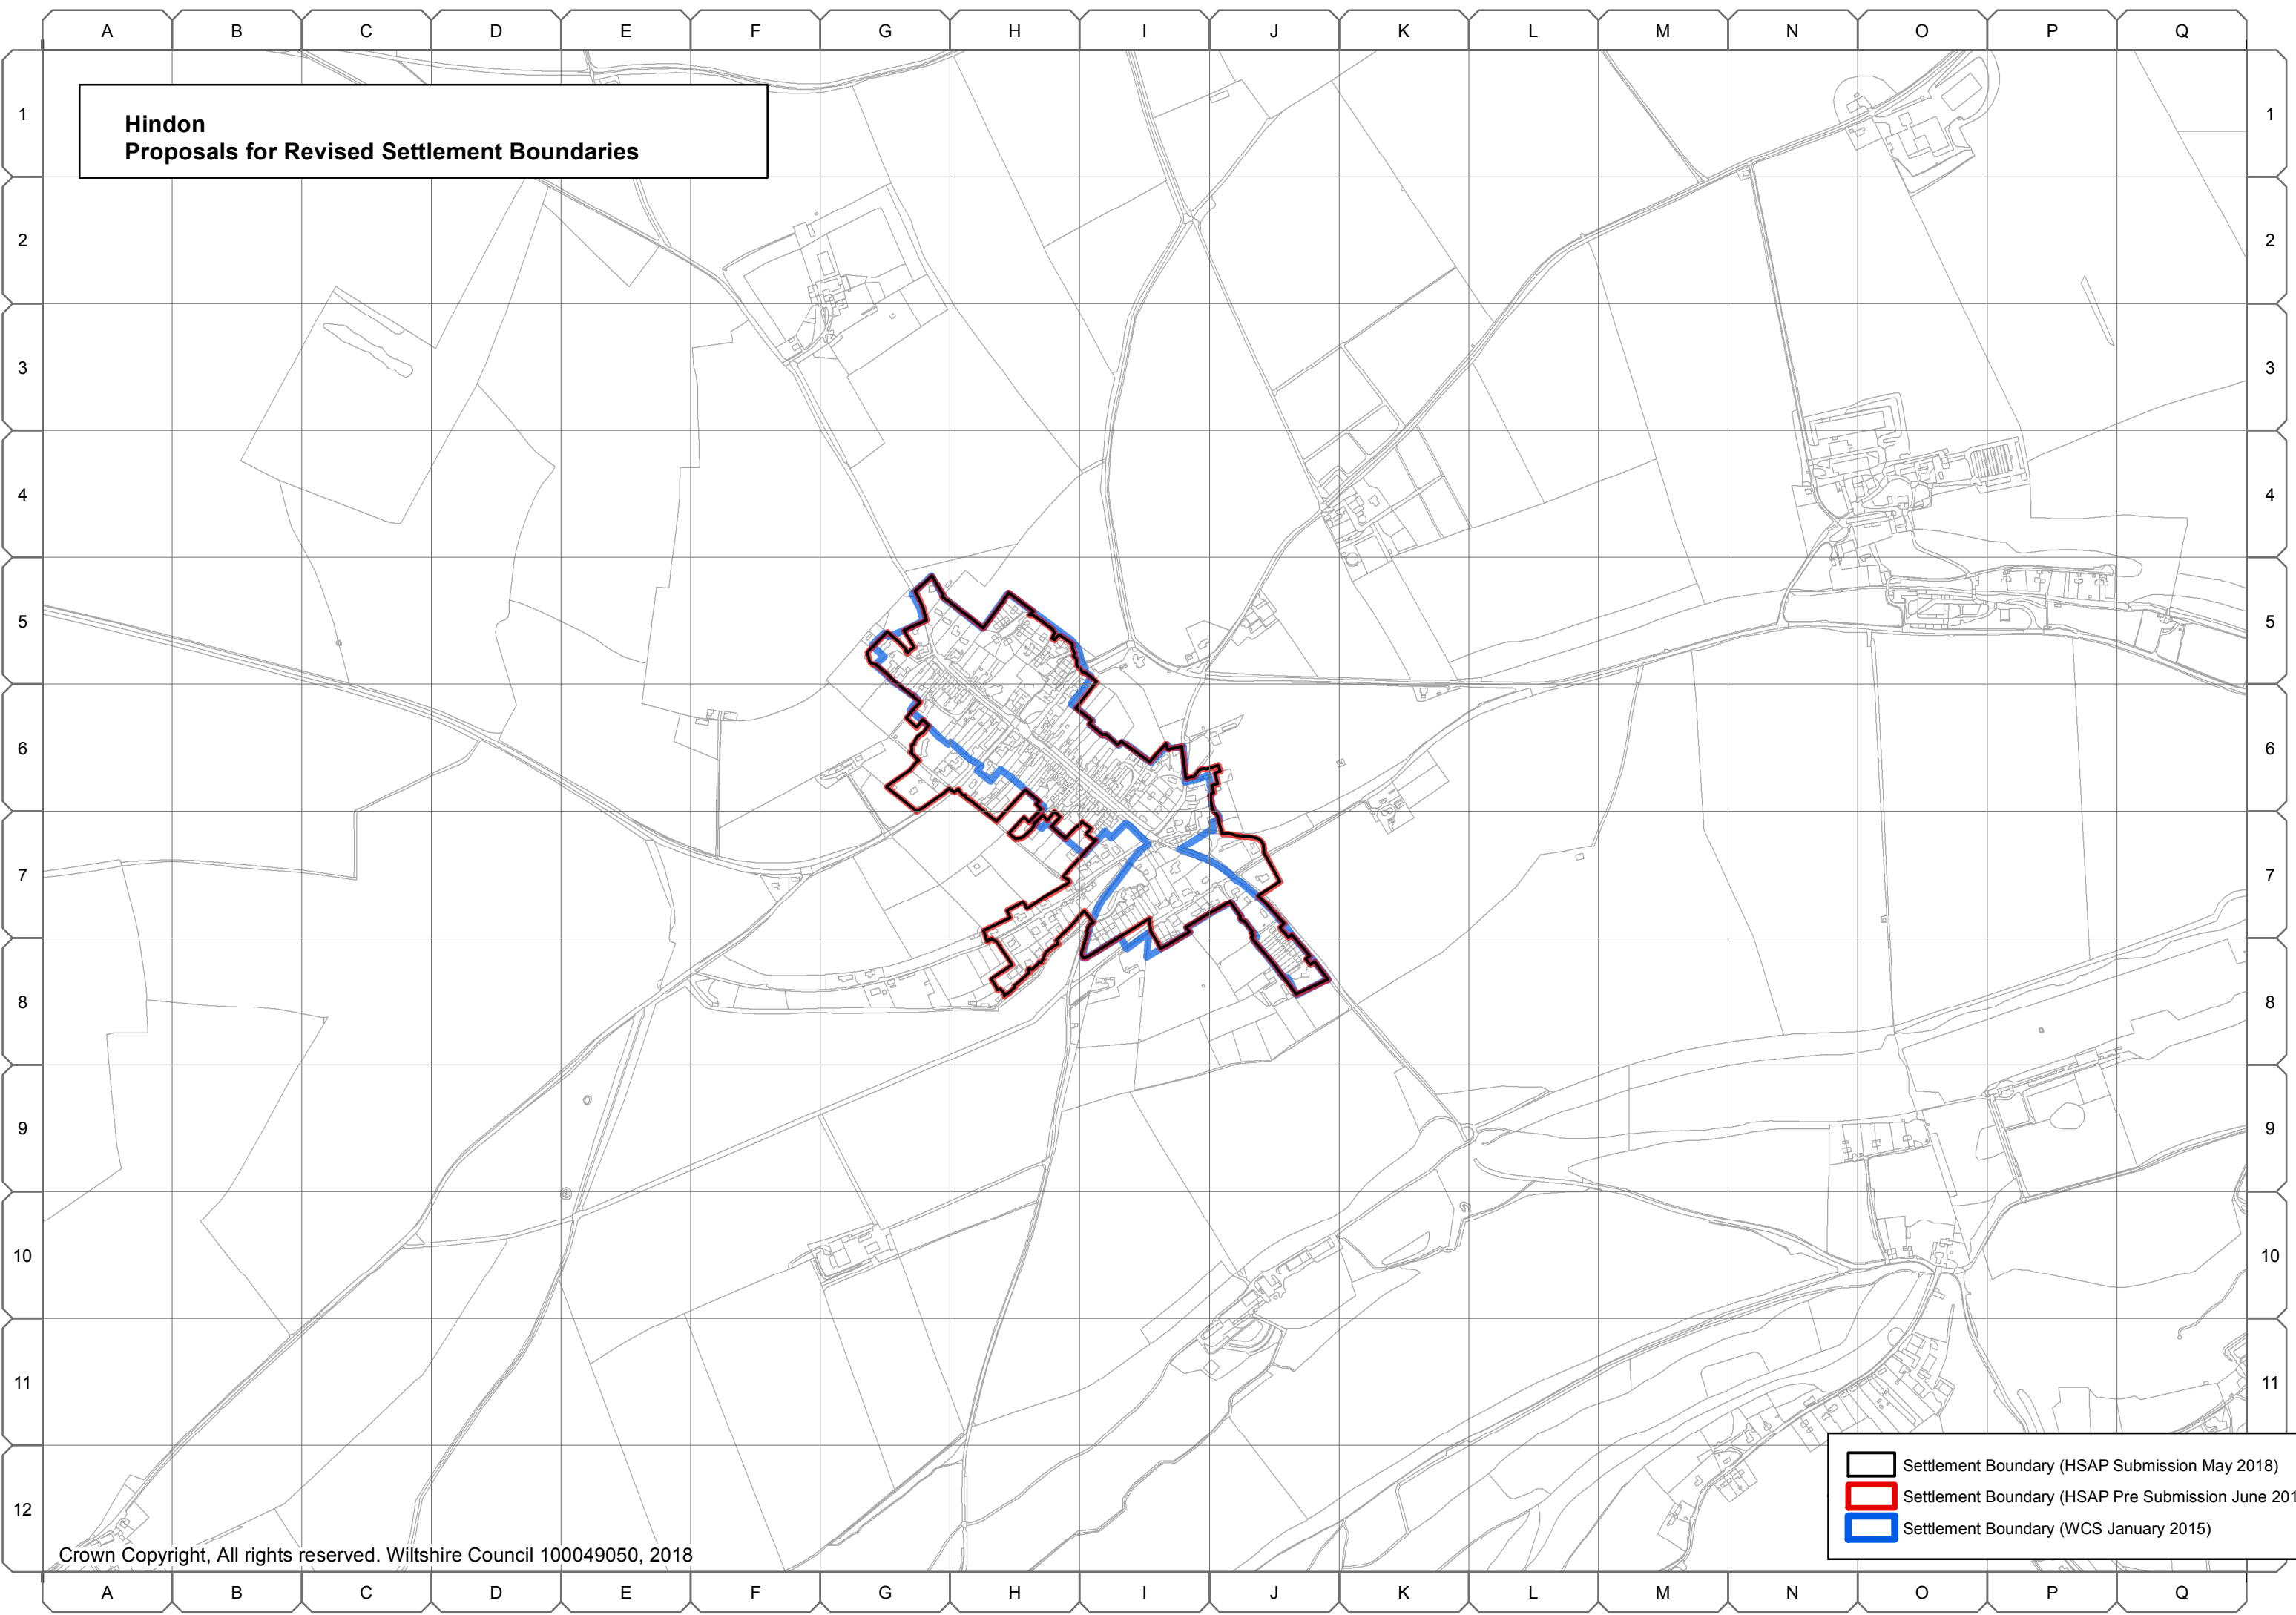 A B C D E F G H I J K L M N O P Q
Hindon
Proposals for Revised Settlement Boundaries
1 1
2 2
3 3
4 4
5 5
6 6
7 7
8 8
9 9
10 10
11 11
12 12
Settlement Boundary (HSAP Submission May 2018)
Settlement Boundary (HSAP Pre Submission June 201
Settlement Boundary (WCS January 2015)
Crown Copyright, All rights reserved. Wiltshire Council 100049050, 2018
A B C D E F G H I J K L M N O P Q